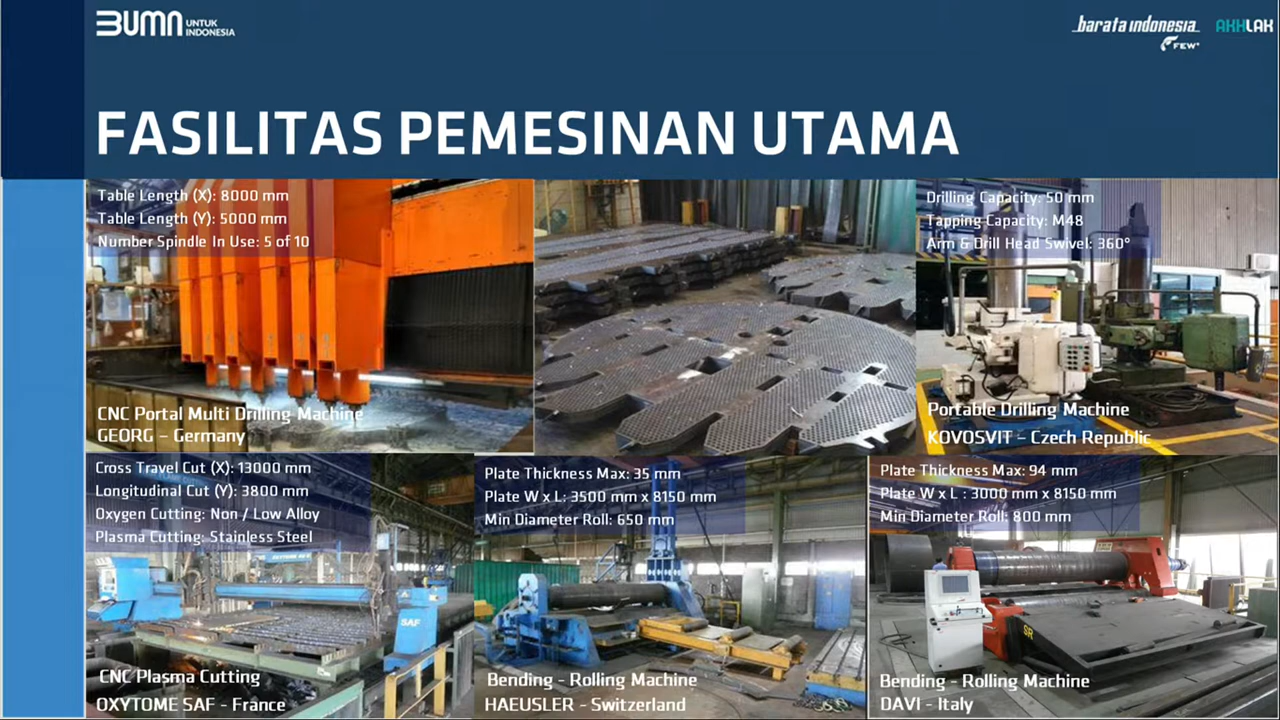 BUMN UNTUK
INDONESIA
barata indonesia
FEW
AKHLAK
FASILITAS PEMESINAN UTAMA
Table Length (X): 8000 mm
Table Length (Y): 5000 mm
Number Spindle In Use: 5 of 10
CNC Portal Multi Drilling Machine
GEORG – Germany
Drilling Capacity: 50 mm
Tapping Capacity: M48
Arm & Drill Head Swivel: 360°
Portable Drilling Machine
KOVOSVIT – Czech Republic
Cross Travel Cut (X): 13000 mm
Longitudinal Cut (Y): 3800 mm
Oxygen Cutting: Non / Low Alloy
Plasma Cutting: Stainless Steel
SAF
CNC Plasma Cutting
OXYTOME SAF - France
Plate Thickness Max: 35 mm
Plate W x L: 3500 mm x 8150 mm
Min Diameter Roll: 650 mm
Bending - Rolling Machine
HAEUSLER - Switzerland
Plate Thickness Max: 94 mm
Plate W x L : 3000 mm x 8150 mm
Min Diameter Roll: 800 mm
SR
Bending - Rolling Machine
DAVI - Italy